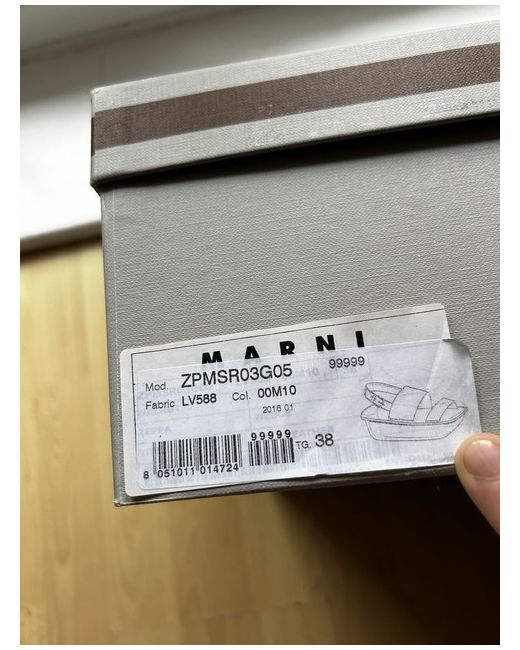 MARNI
Mod. ZPMSR03G05 99999
Fabric LV588 Col. 00M10
2016 01
99999
TG. 38
8 051011 014724